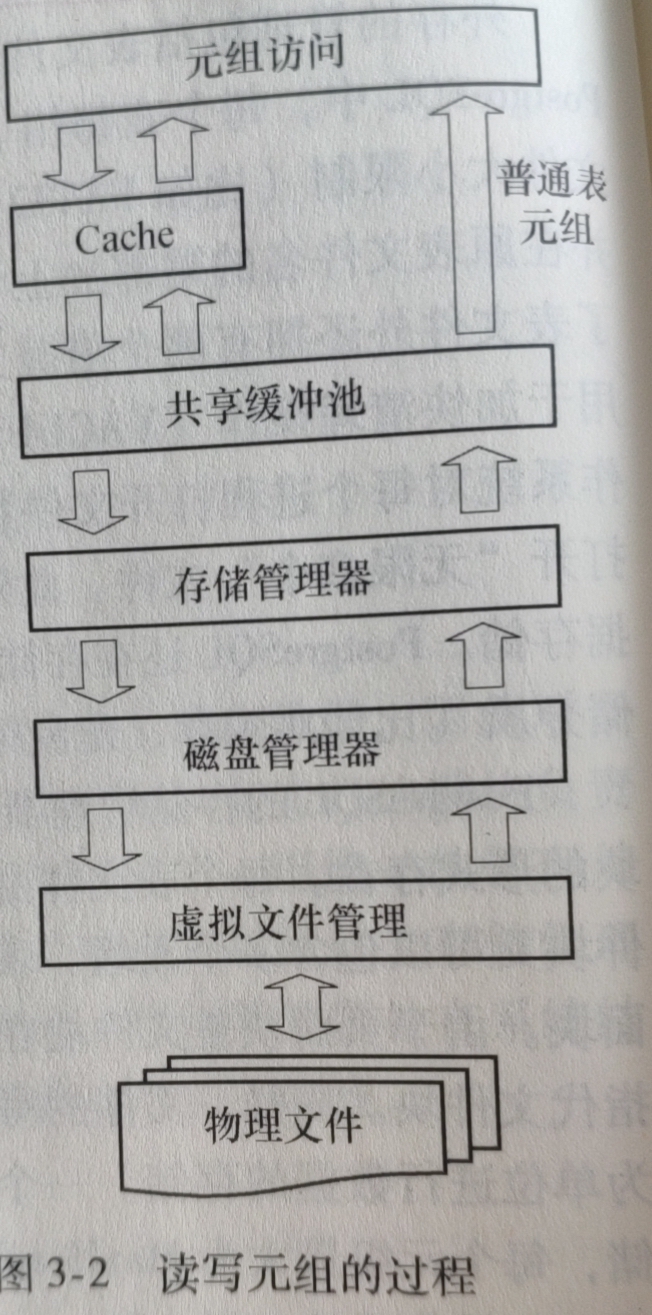 元组访问
普通表
元组
Cache
共享缓冲池
存储管理器
磁盘管理器
虚拟文件管理
物理文件
图 3-2 读写元组的过程